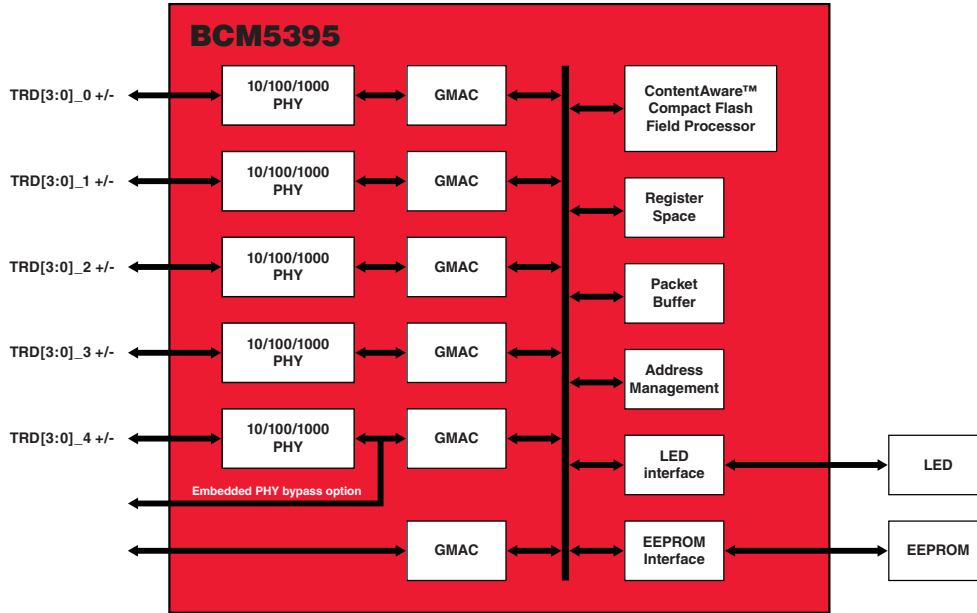 BCM5395
TRD[3:0]_0 +/-
10/100/1000
PHY
GMAC
ContentAware™
Compact Flash
Field Processor
TRD[3:0]_1 +/-
10/100/1000
PHY
GMAC
Register
Space
TRD[3:0]_2 +/-
10/100/1000
PHY
GMAC
Packet
Buffer
TRD[3:0]_3 +/-
10/100/1000
PHY
GMAC
Address
Management
TRD[3:0]_4 +/-
10/100/1000
PHY
GMAC
LED
interface
LED
Embedded PHY bypass option
GMAC
EEPROM
Interface
EEPROM